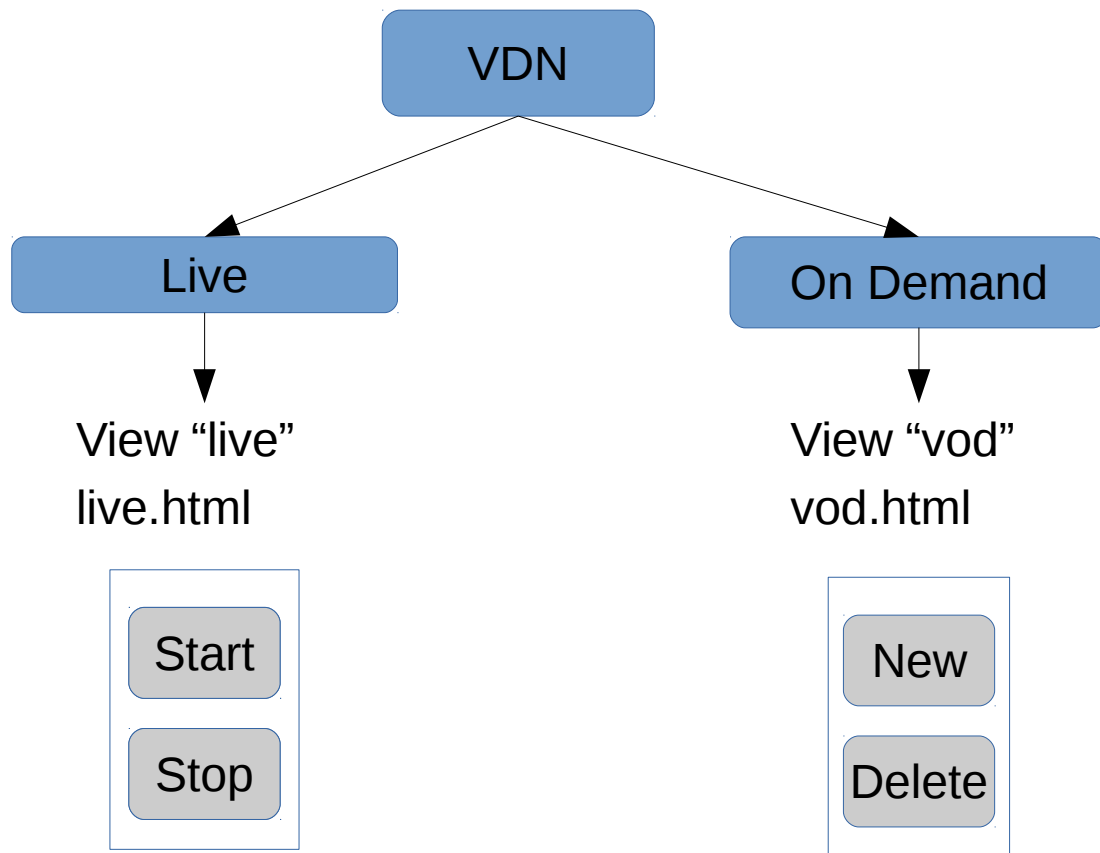 VDN
Live
On Demand
View “live”
live.html
View “vod”
vod.html
Start
Stop
New
Delete